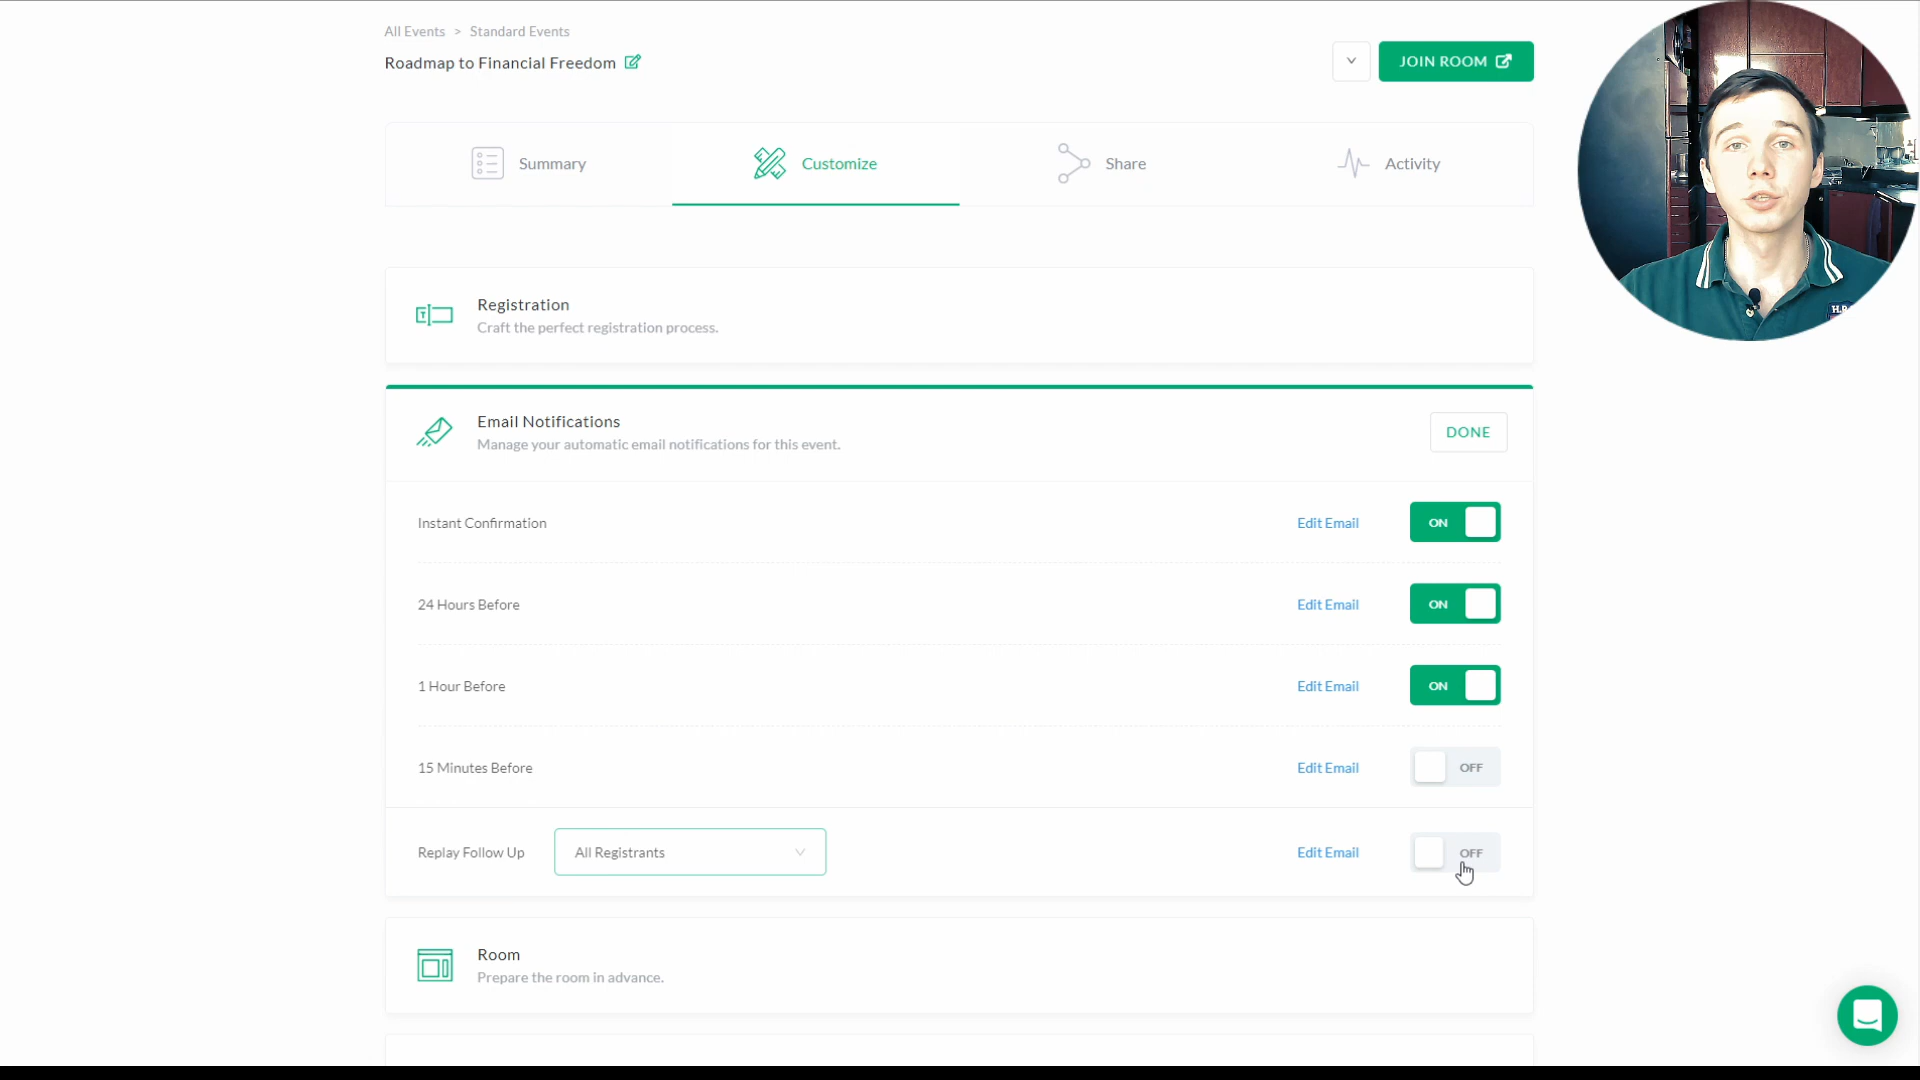 All Events > Standard Events
Roadmap to Financial Freedom
JOIN ROOM
Summary
Customize
Share
Activity
Registration
Craft the perfect registration process.
Email Notifications
Manage your automatic email notifications for this event.
DONE
Instant Confirmation
Edit Email
ON
24 Hours Before
Edit Email
ON
1 Hour Before
Edit Email
ON
15 Minutes Before
Edit Email
OFF
Replay Follow Up
All Registrants
Edit Email
OFF
Room
Prepare the room in advance.